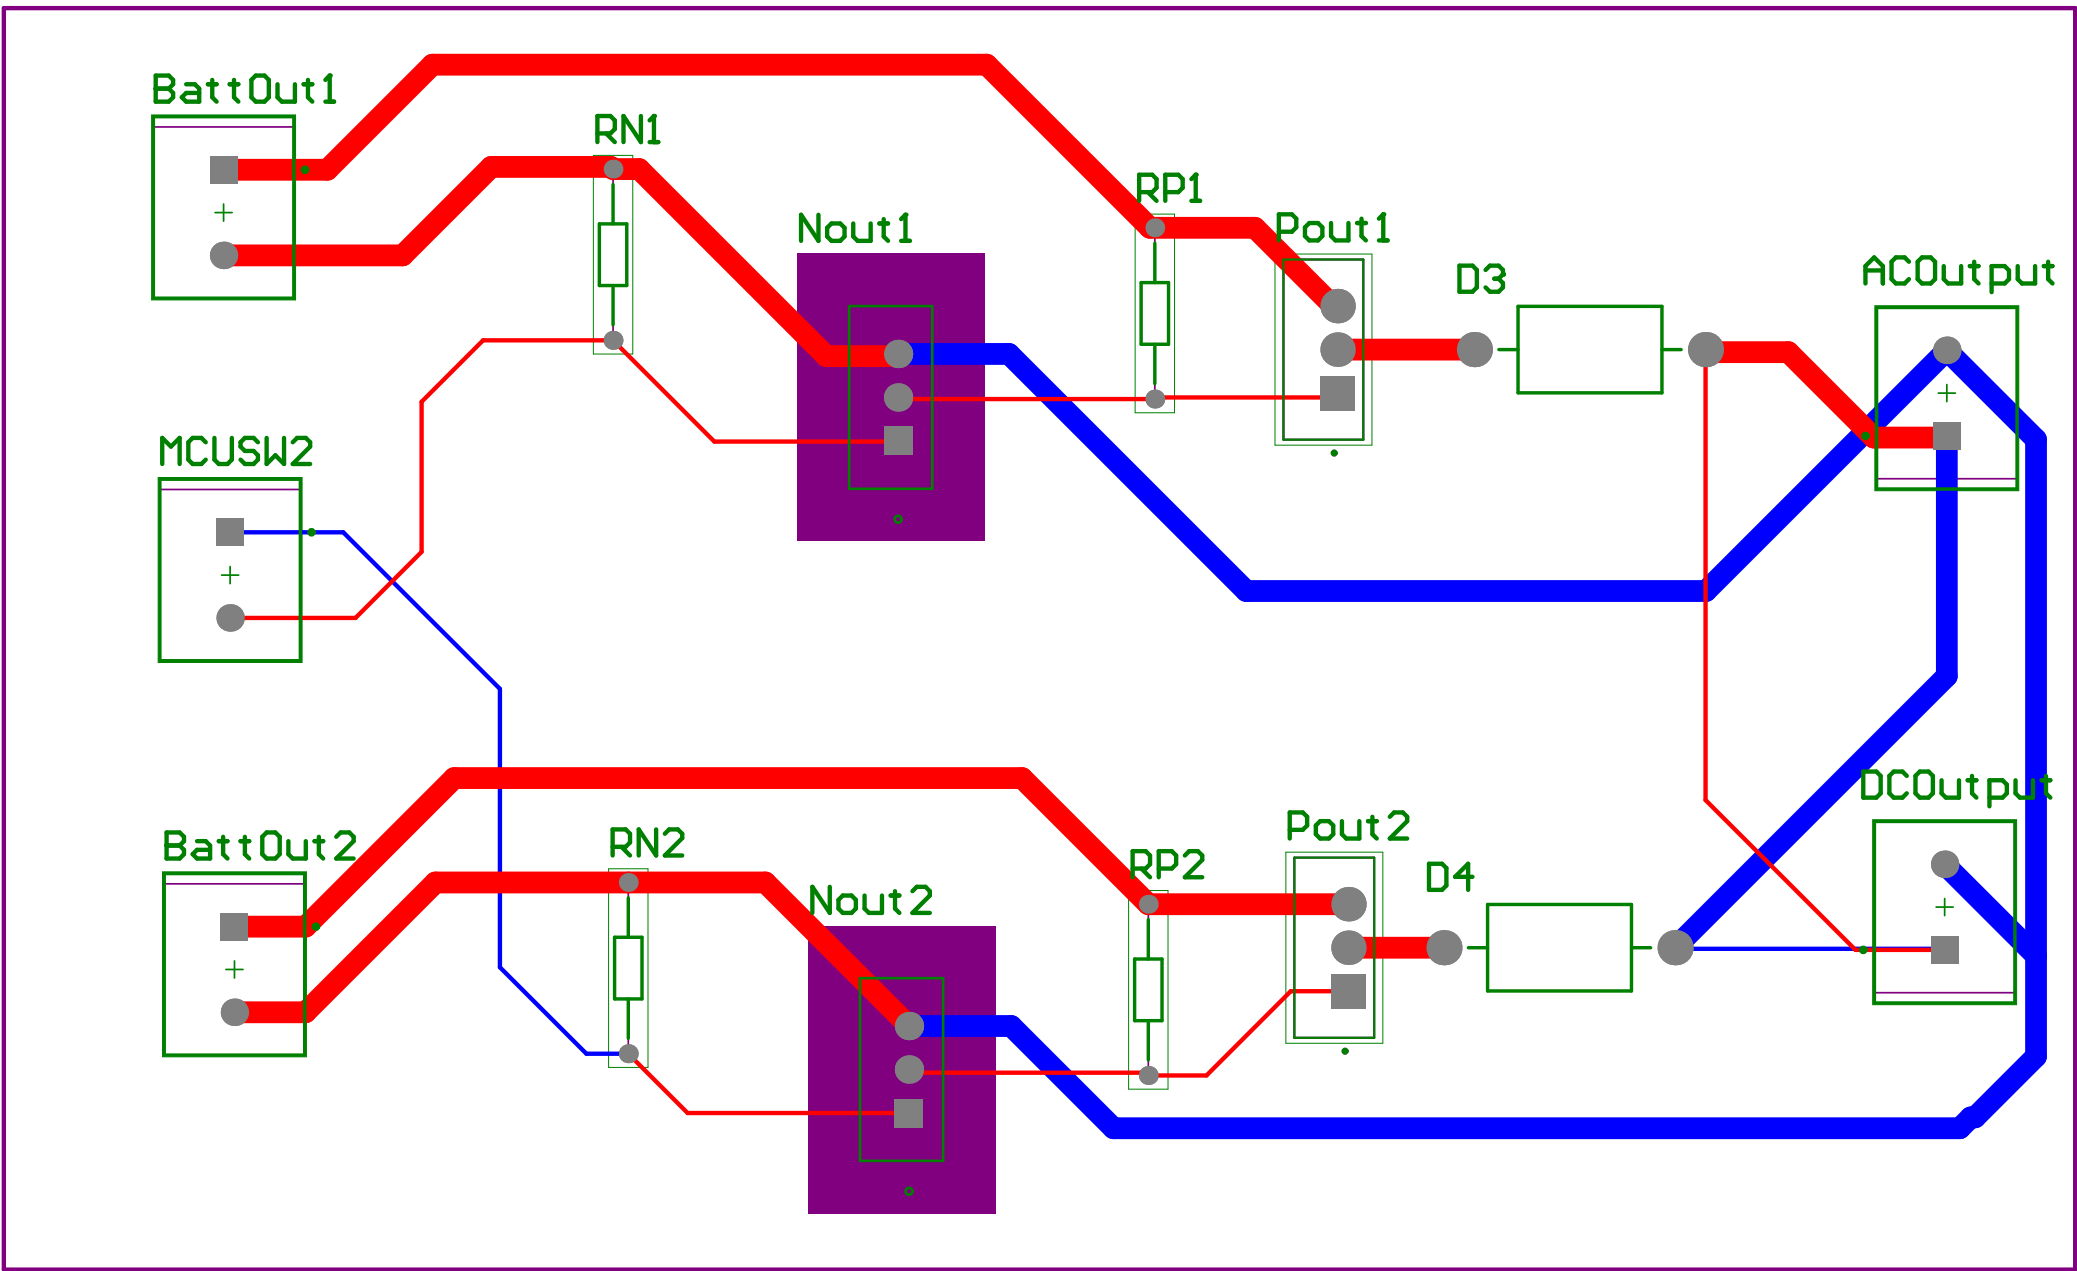 BattOut1
RN1
RP1
Nout1
Pout1
D3
ACOutput
MCUSW2
DCOutput
Pout2
BattOut2
RN2
RP2
D4
Nout2